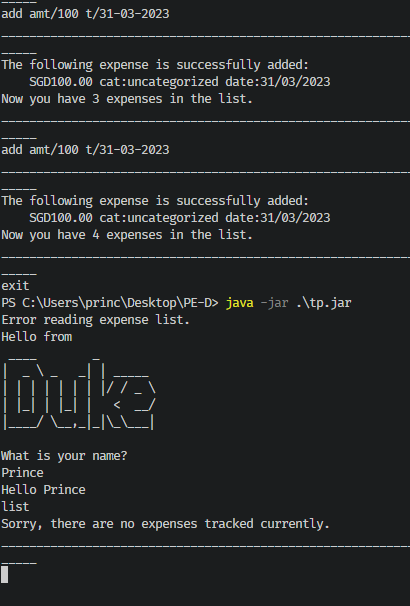 _____
add amt/100 t/31-03-2023
____________________________________________________________
_____
The following expense is successfully added:
    SGD100.00 cat:uncategorized date:31/03/2023
Now you have 3 expenses in the list.
____________________________________________________________
_____
add amt/100 t/31-03-2023
____________________________________________________________
_____
The following expense is successfully added:
    SGD100.00 cat:uncategorized date:31/03/2023
Now you have 4 expenses in the list.
____________________________________________________________
_____
exit
PS C:\Users\princ\Desktop\PE-D> java -jar .\tp.jar
Error reading expense list.
Hello from
 ____        _
|  _ \ _   _| | _____
| | | | | | | |/ / _ \
| |_| | |_| |   <  __/
|____/ \__,_|_|\_\___|

What is your name?
Prince
Hello Prince
list
Sorry, there are no expenses tracked currently.
____________________________________________________________
_____